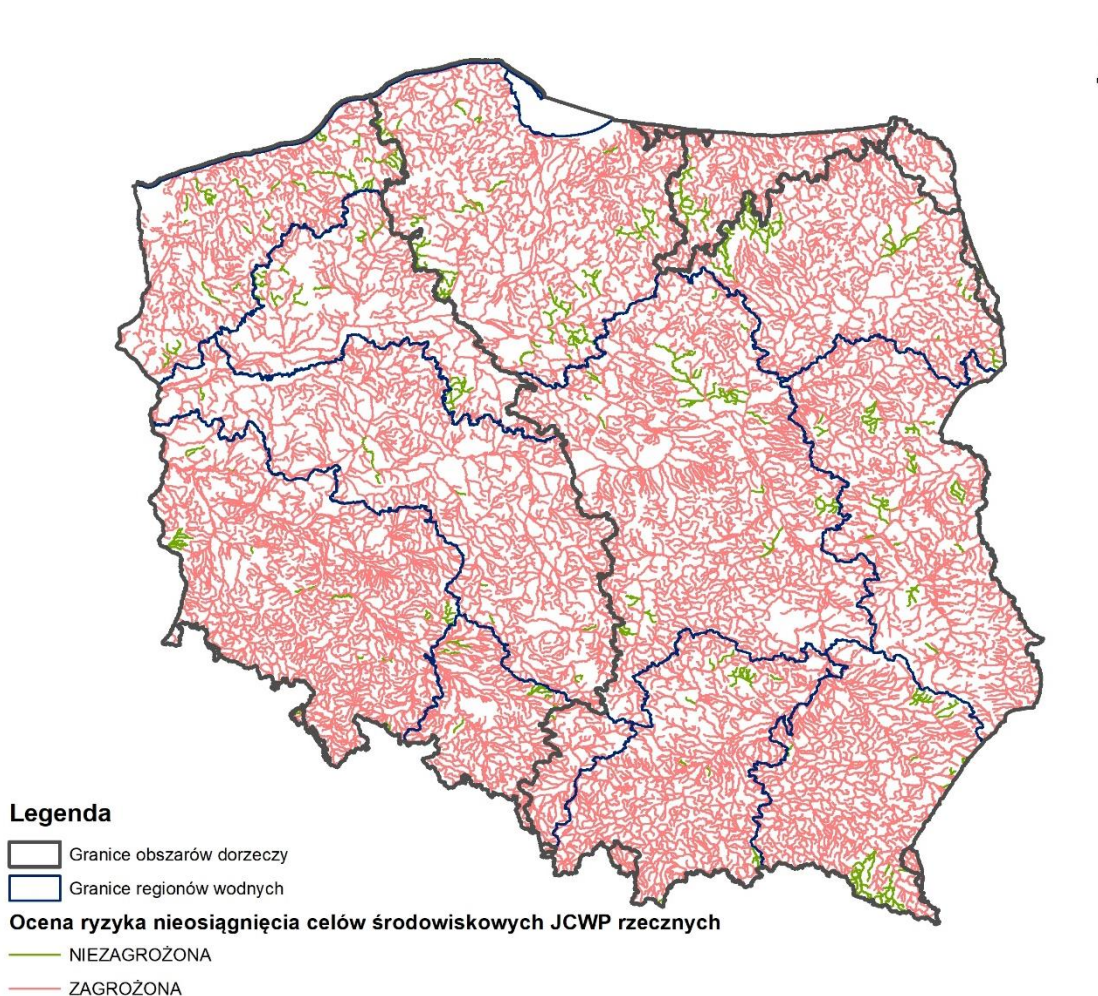 Legenda
Granice obszarów dorzeczy
Granice regionów wodnych
Ocena ryzyka nieosiągnięcia celów środowiskowych JCWP rzecznych
NIEZAGROŻONA
ZAGROŻONA